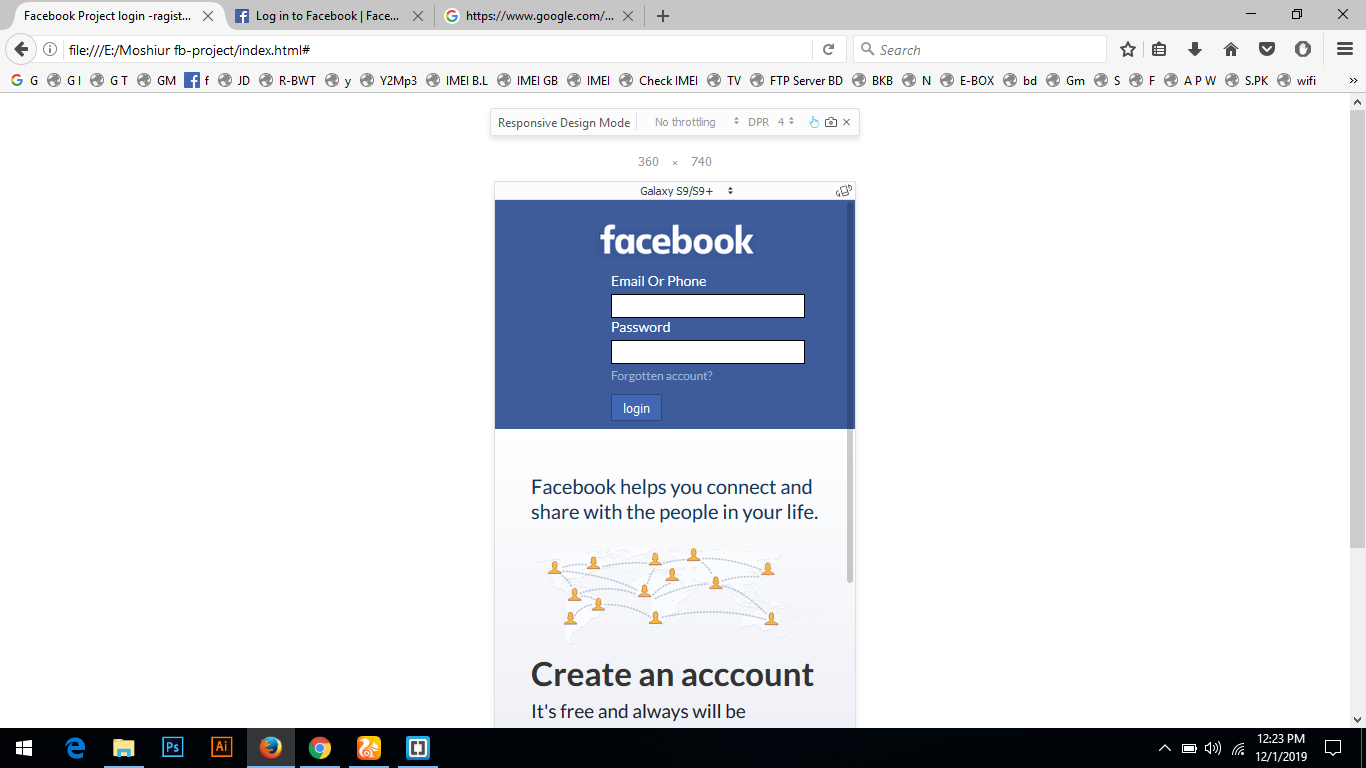 Facebook Project login -ragist...
Log in to Facebook | Face...
https://www.google.com/...
file:///E:/Moshiur fb-project/index.html#
Search
G G I G T GM f JD R-BWT y Y2Mp3 IMEI B.L IMEI GB IMEI Check IMEI TV FTP Server BD BKB N E-BOX bd Gm S F A P W S.PK wifi
Responsive Design Mode No throttling DPR 4
360 × 740
Galaxy S9/S9+
facebook
Email Or Phone
Password
Forgotten account?
login
Facebook helps you connect and
share with the people in your life.
Create an acccount
It's free and always will be
Ps Ai
12:23 PM
12/1/2019